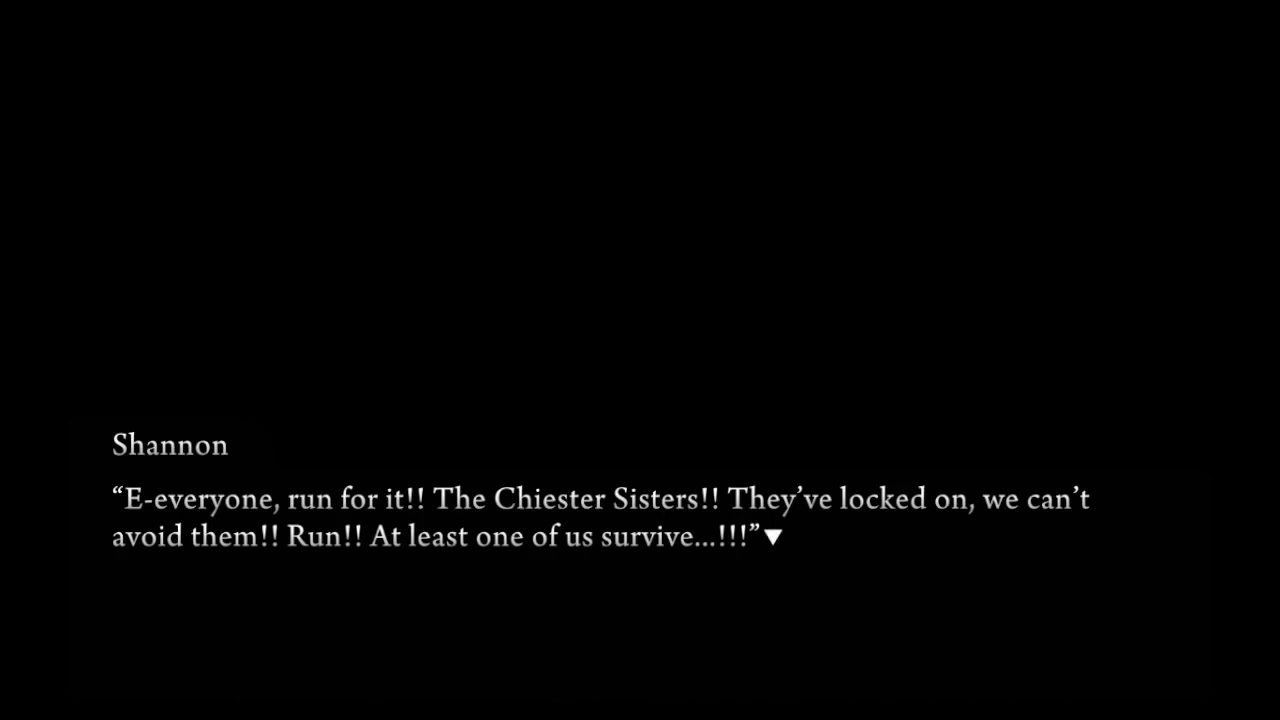 Shannon
“E-everyone, run for it!! The Chiester Sisters!! They’ve locked on, we can’t
avoid them!! Run!! At least one of us survive...!!!”▼